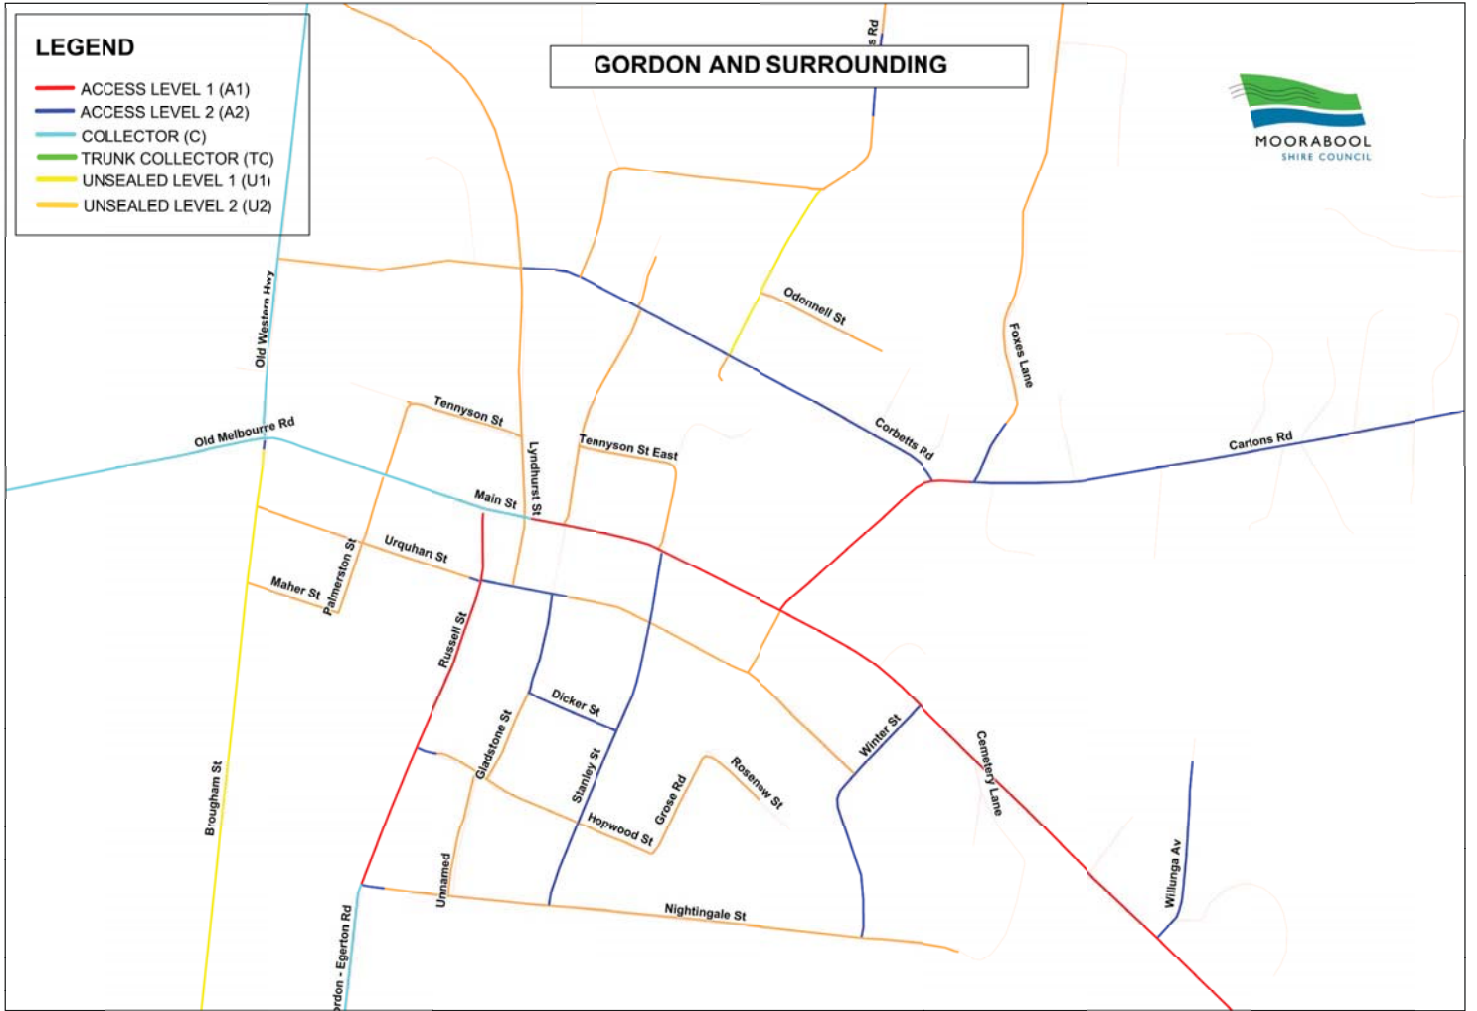 LEGEND
ACCESS LEVEL 1 (A1)
ACCESS LEVEL 2 (A2)
COLLECTOR (C)
TRUNK COLLECTOR (TC)
UNSEALED LEVEL 1 (U1)
UNSEALED LEVEL 2 (U2)
GORDON AND SURROUNDING
MOORABOOL
SHIRE COUNCIL
s Rd
Old Western Hwy
Odonnell St
Foxes Lane
Tennyson St
Old Melbourne Rd
Tennyson St East
Corbetts Rd
Cartons Rd
Lyndhurst St
Main St
Urquhart St
Palmerston St
Maher St
Russell St
Dicker St
Gladstone St
Stanley St
Winter St
Cemetery Lane
Rosenow St
Grose Rd
Hopwood St
Brougham St
Unnamed
Willunga Av
Nightingale St
ordon - Egerton Rd